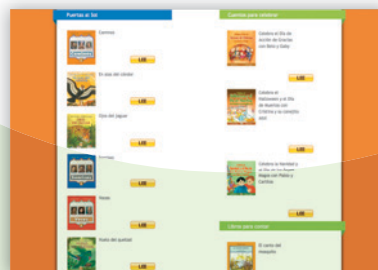 Puertas al Sol
Caminos
LEE
En alas del cóndor
LEE
Ojos del jaguar
LEE
LEE
Voces
LEE
Vuelo del quetzal
LEE
Cuentos para celebrar
Celebra el Día de
Acción de Gracias
con Beto y Gaby
LEE
Celebra el
Halloween y el Día
de Muertos con
Cristina y su conejito
azul
LEE
Celebra la Navidad y
el Día de los Reyes
Magos con Pablo y
Carlitos
LEE
Libros para contar
El canto del
mosquito